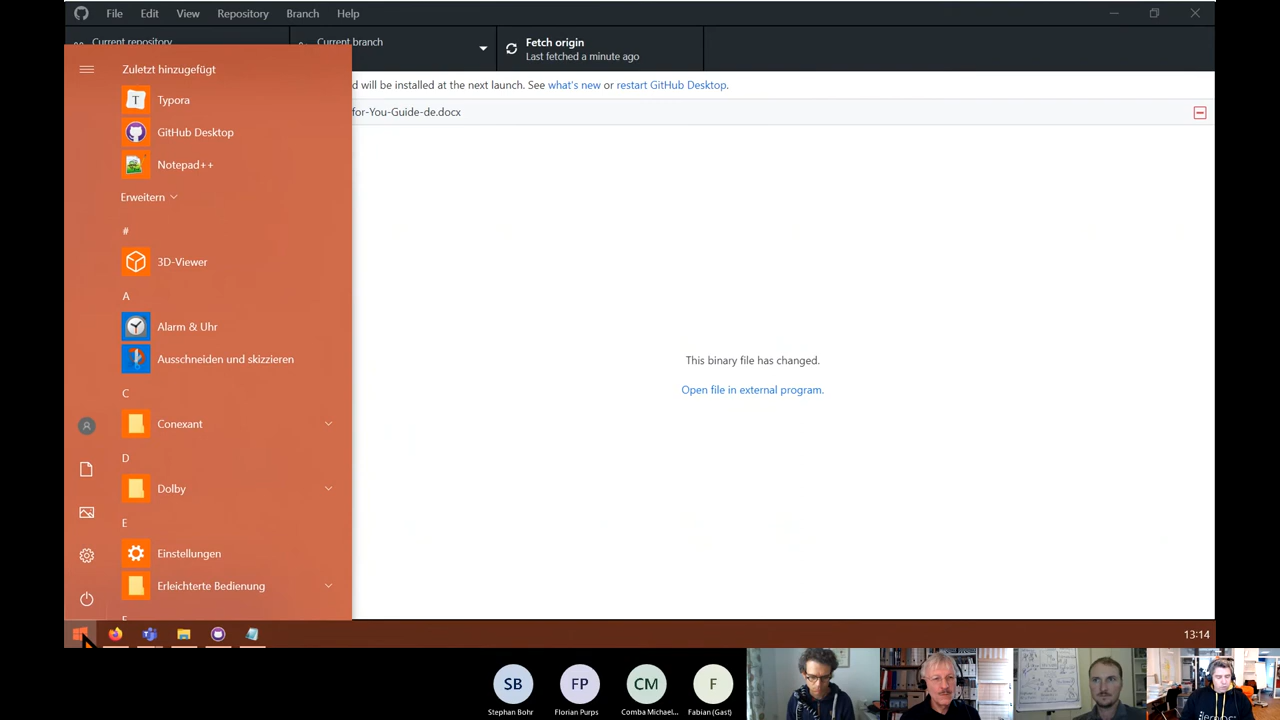 File Edit View Repository Branch Help
Current repository
Current branch
Fetch origin
Last fetched a minute ago
d will be installed at the next launch. See what's new or restart GitHub Desktop.
for-You-Guide-de.docx
Zuletzt hinzugefügt
Typora
GitHub Desktop
Notepad++
Erweitern
#
3D-Viewer
A
Alarm & Uhr
Ausschneiden und skizzieren
C
Conexant
D
Dolby
E
Einstellungen
Erleichterte Bedienung
This binary file has changed.
Open file in external program.
13:14
SB
FP
CM
F
Stephan Bohr
Florian Purps
Comba Michael...
Fabian (Gast)